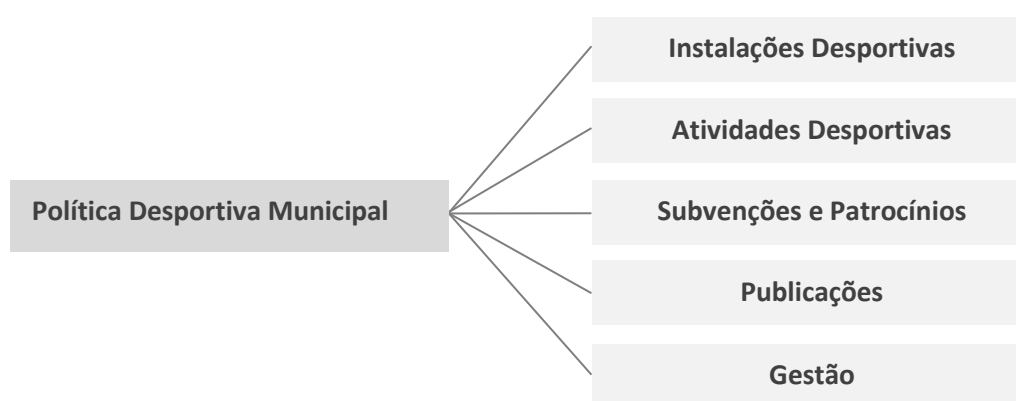 Instalações Desportivas
Atividades Desportivas
Política Desportiva Municipal
Subvenções e Patrocínios
Publicações
Gestão